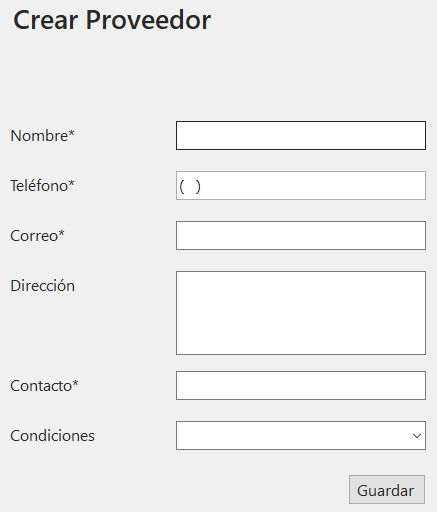 Crear Proveedor
Nombre*
Teléfono* (  )
Correo*
Dirección
Contacto*
Condiciones
Guardar